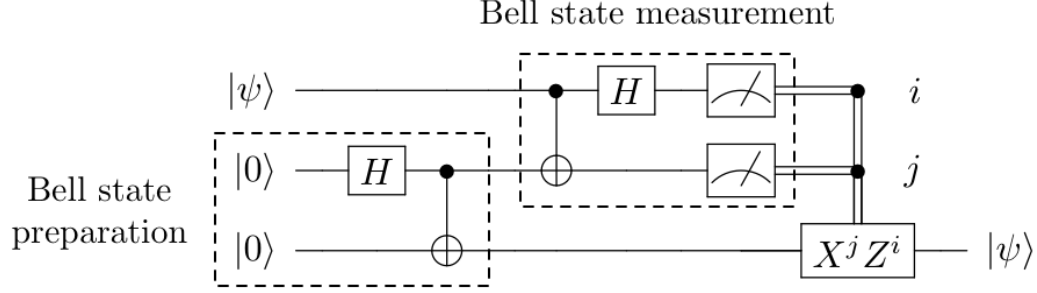 Bell state measurement
|ψ⟩ H i
|0⟩ H j
Bell state
preparation
|0⟩ X^j Z^i |ψ⟩